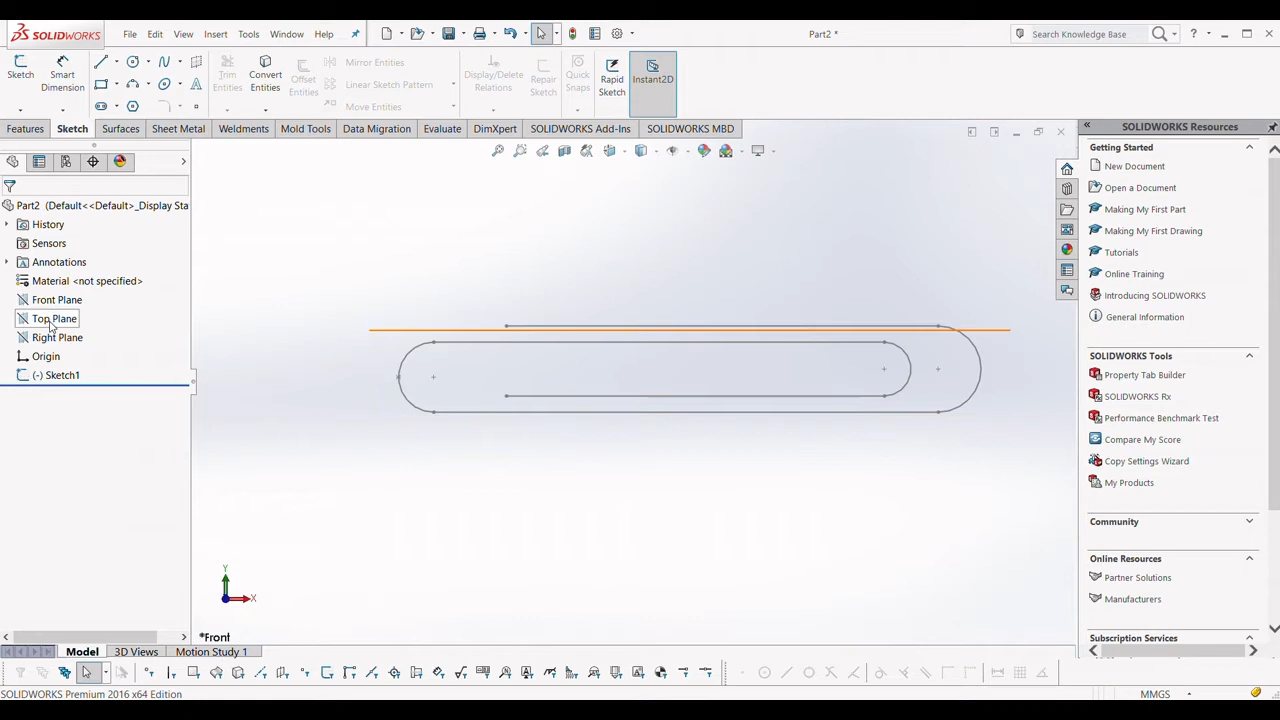 SOLIDWORKS File Edit View Insert Tools Window Help Part2 * Search Knowledge Base ?
Sketch Smart Dimension Trim Entities Convert Entities Offset Entities Mirror Entities Linear Sketch Pattern Move Entities Display/Delete Relations Repair Sketch Quick Snaps Rapid Sketch Instant2D
Features Sketch Surfaces Sheet Metal Weldments Mold Tools Data Migration Evaluate DimXpert SOLIDWORKS Add-Ins SOLIDWORKS MBD
Part2 (Default<<Default>_Display Sta
History
Sensors
Annotations
Material <not specified>
Front Plane
Top Plane
Right Plane
Origin
(-) Sketch1
Y
X
*Front
SOLIDWORKS Resources
Getting Started
New Document
Open a Document
Making My First Part
Making My First Drawing
Tutorials
Online Training
Introducing SOLIDWORKS
General Information
SOLIDWORKS Tools
Property Tab Builder
SOLIDWORKS Rx
Performance Benchmark Test
Compare My Score
Copy Settings Wizard
My Products
Community
Online Resources
Partner Solutions
Manufacturers
Subscription Services
Model 3D Views Motion Study 1
SOLIDWORKS Premium 2016 x64 Edition MMGS